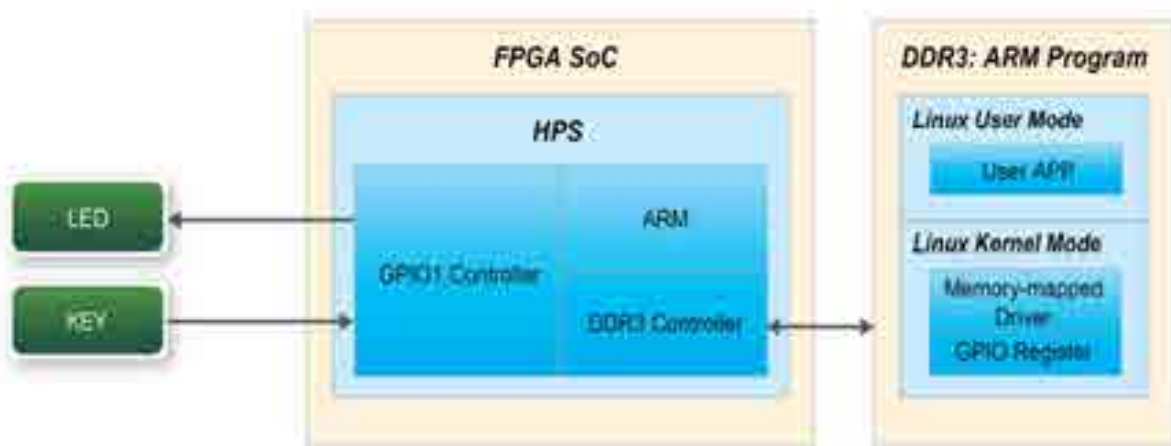 FPGA SoC
HPS
LED
KEY
GPIO1 Controller
ARM
DDR3 Controller
DDR3: ARM Program
Linux User Mode
User APP
Linux Kernel Mode
Memory-mapped
Driver
GPIO Register